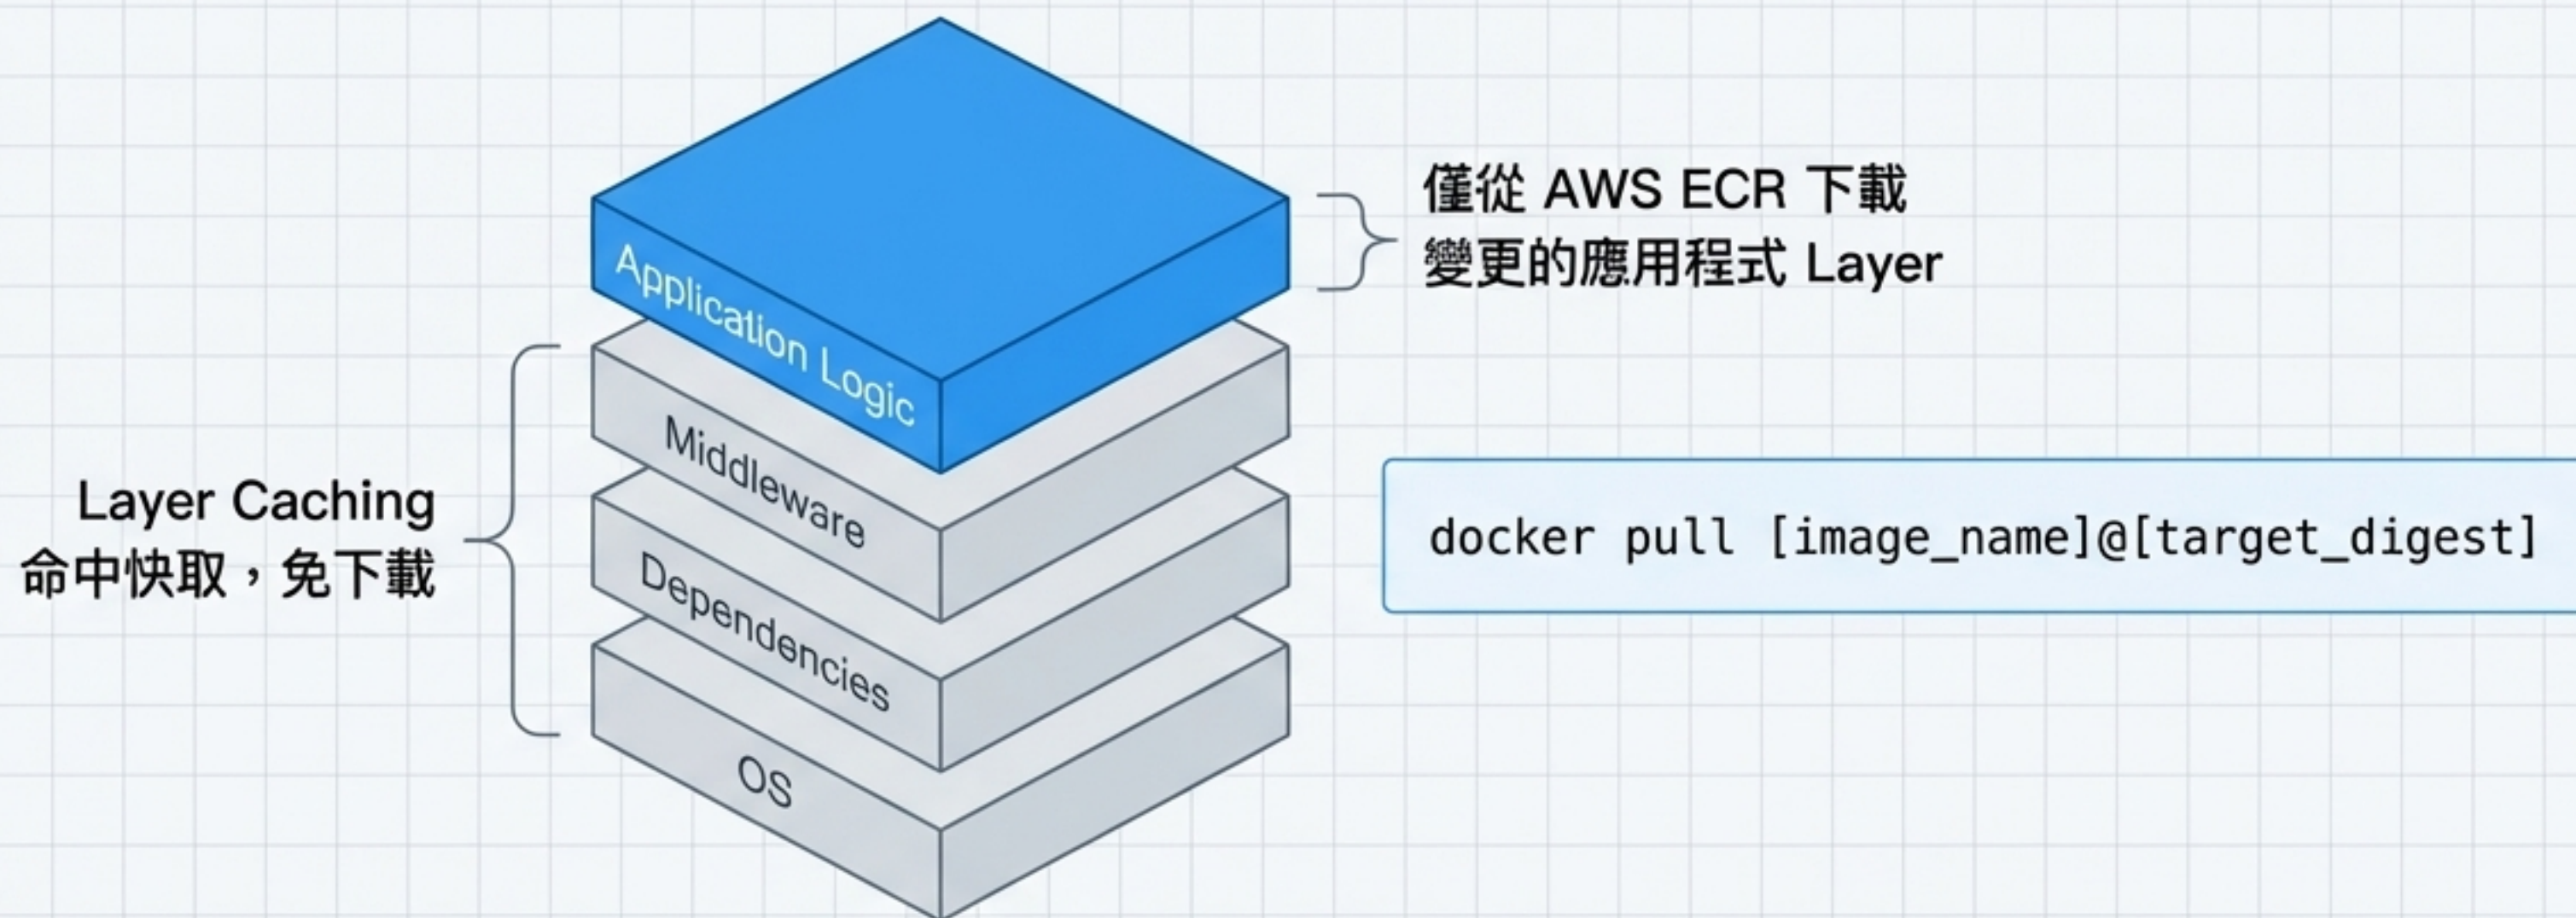 僅從 AWS ECR 下載
變更的應用程式 Layer
Application Logic
Middleware
Dependencies
OS
Layer Caching
命中快取，免下載
docker pull [image_name]@[target_digest]